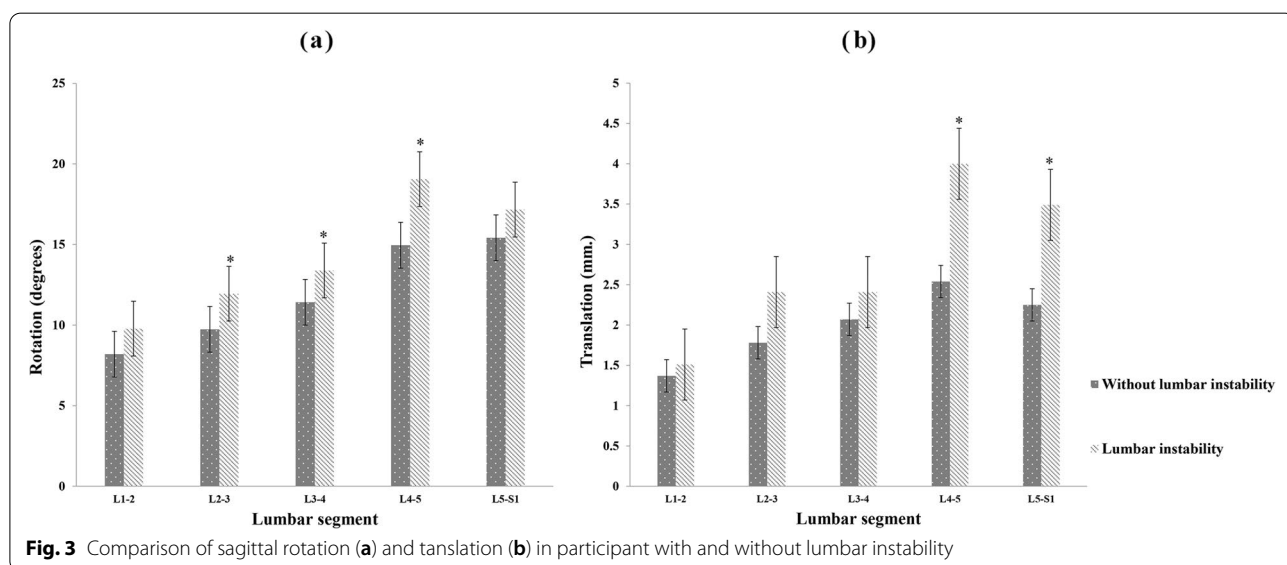 (a)
25
20
15
10
5
0
Rotation (degrees)
*
*
*
L1-2 L2-3 L3-4 L4-5 L5-S1
Lumbar segment
(b)
5
4.5
4
3.5
3
2.5
2
1.5
1
0.5
0
Translation (mm.)
*
*
L1-2 L2-3 L3-4 L4-5 L5-S1
Lumbar segment
Without lumbar instability
Lumbar instability
Fig. 3 Comparison of sagittal rotation (a) and tanslation (b) in participant with and without lumbar instability